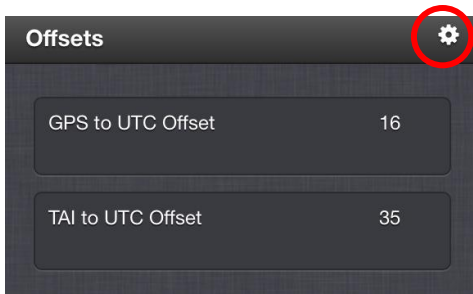 Offsets
GPS to UTC Offset 16
TAI to UTC Offset 35